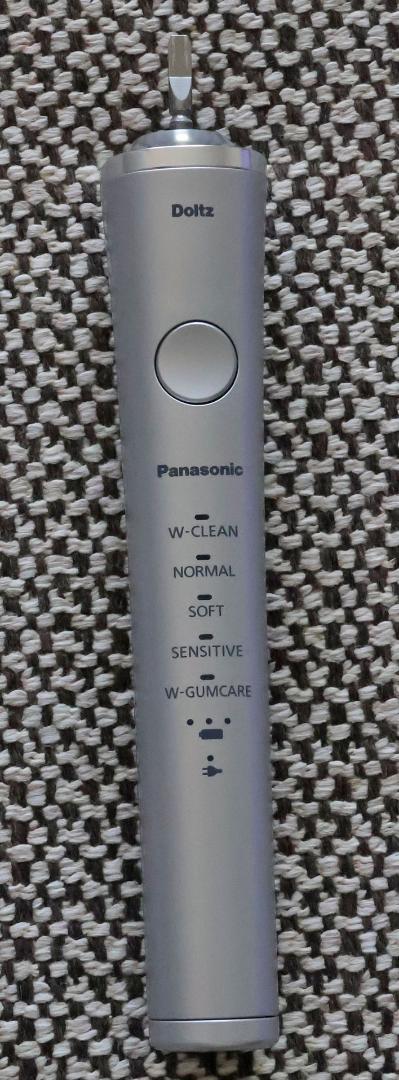 Doltz
Panasonic
W-CLEAN
NORMAL
SOFT
SENSITIVE
W-GUMCARE